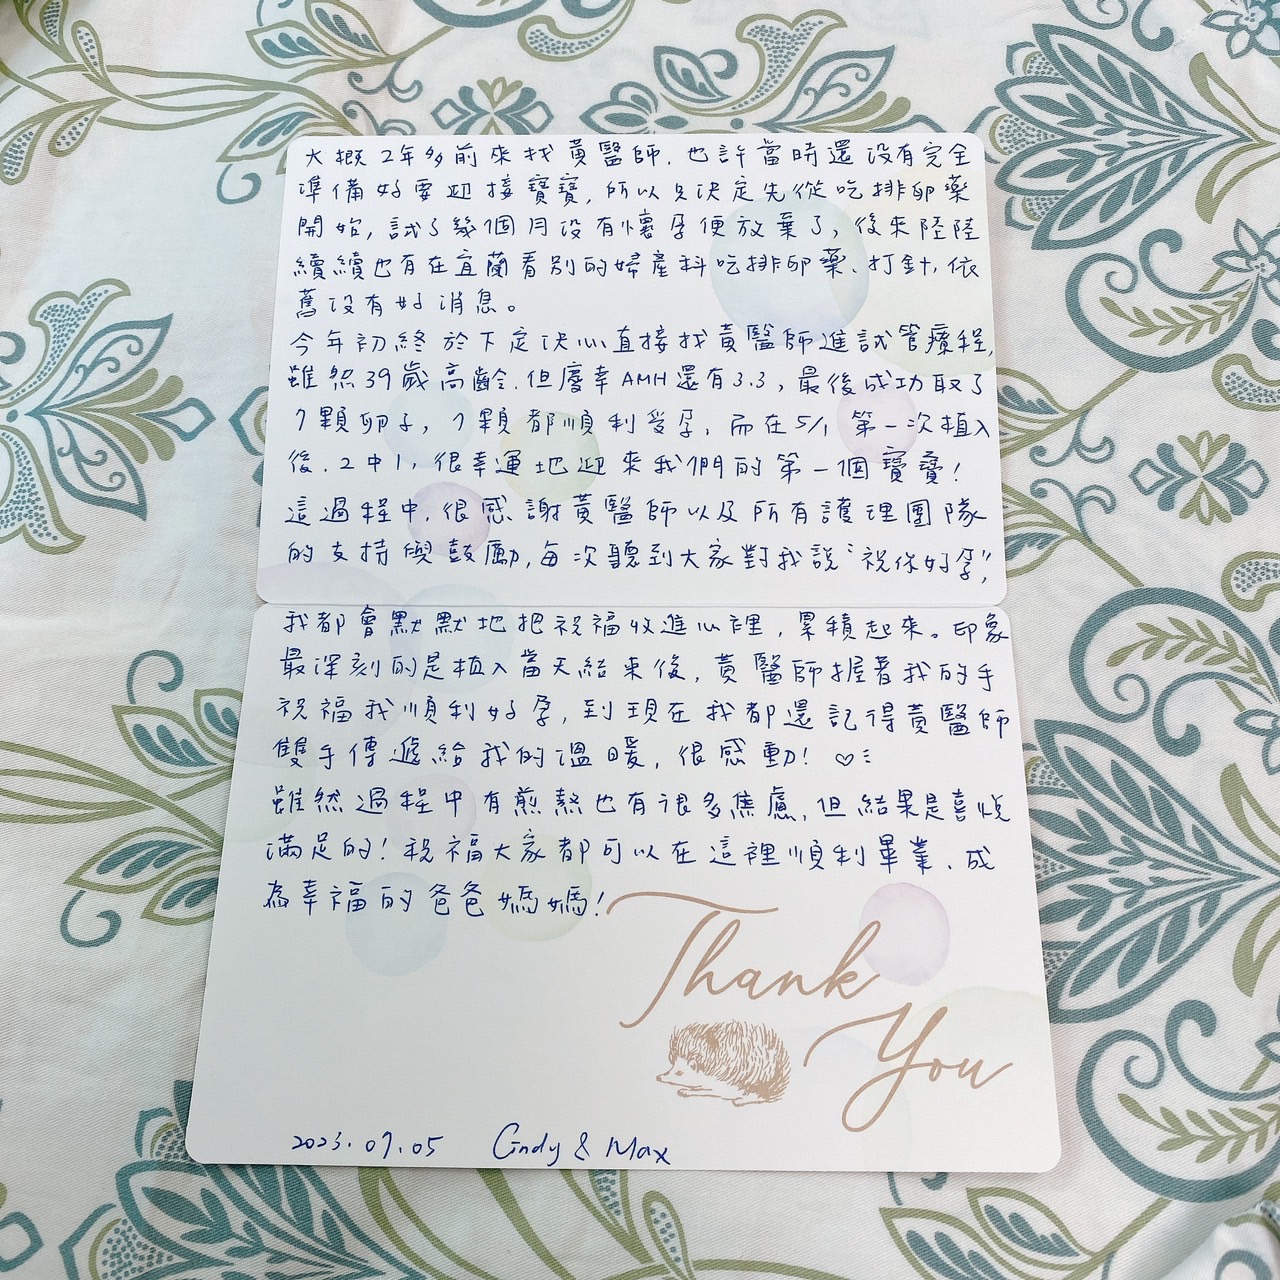 大概2年多前來找黃醫師,也許當時還沒有完全
準備好要迎接寶寶,所以只決定先從吃排卵藥
開始,試了幾個月沒有懷孕便放棄了,後來陸陸
續續也有在宜蘭看別的婦產科吃排卵藥、打針,依
舊沒有好消息。
今年初終於下定決心直接找黃醫師進試管療程,
雖然39歲高齡,但慶幸AMH還有3.3,最後成功取了
7顆卵子,7顆都順利受孕,而在5/1第一次植入
後,2中1,很幸運地迎來我們的第一個寶寶!
這過程中,很感謝黃醫師以及所有護理團隊
的支持與鼓勵,每次聽到大家對我說"祝你好孕",
我都會默默地把祝福收進心裡,累積起來。印象
最深刻的是植入當天結束後,黃醫師握著我的手
祝福我順利好孕,到現在我都還記得黃醫師
雙手傳遞給我的溫暖,很感動!♡
雖然過程中有煎熬也有很多焦慮,但結果是喜悅
滿足的!祝福大家都可以在這裡順利畢業、成
為幸福的爸爸媽媽!
Thank
You
2023.07.05 Cindy & Max